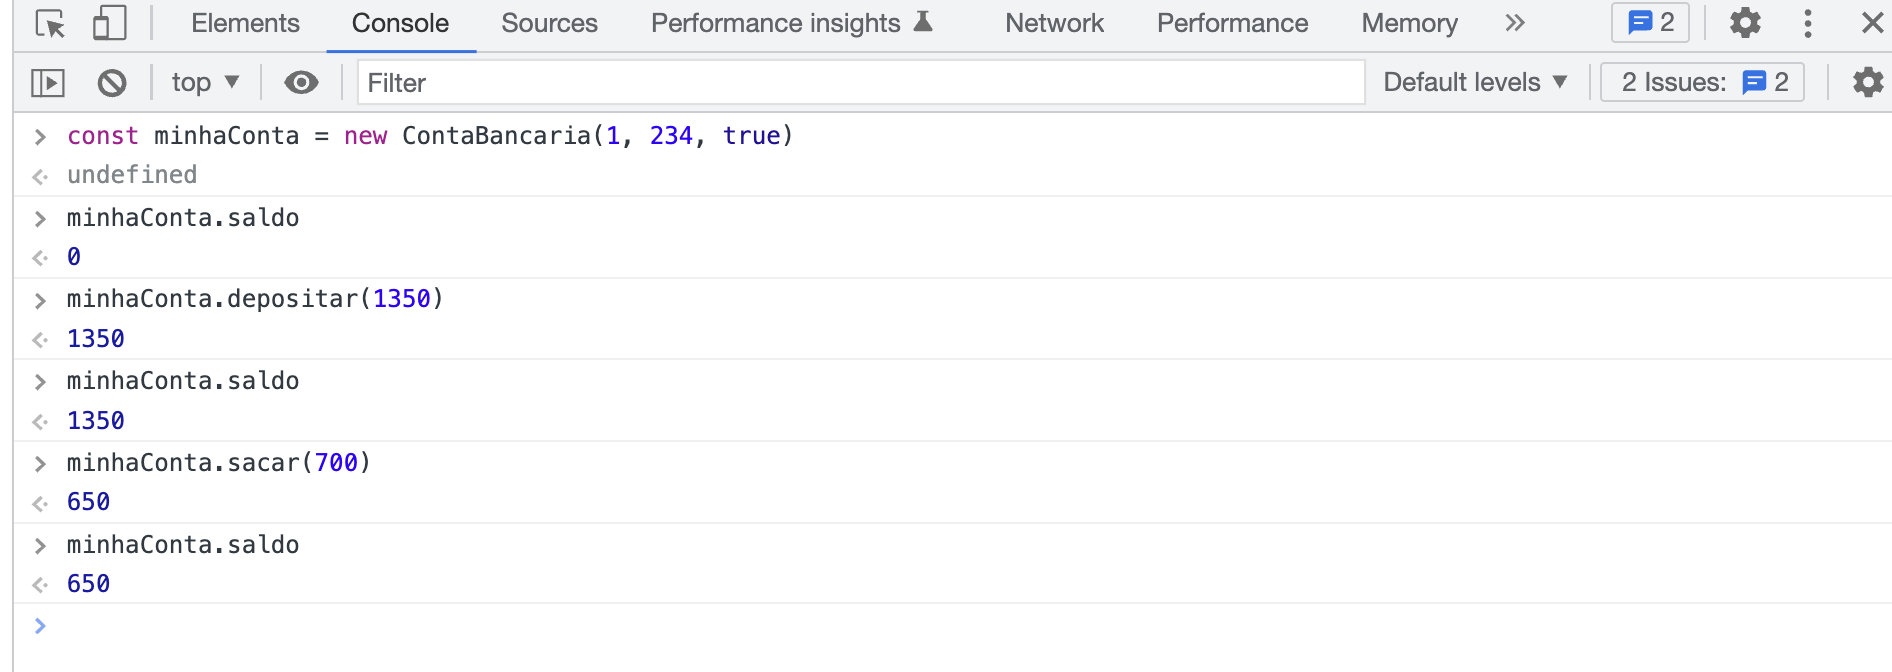 Elements Console Sources Performance insights Network Performance Memory 2
top Filter Default levels 2 Issues: 2
const minhaConta = new ContaBancaria(1, 234, true)
undefined
minhaConta.saldo
0
minhaConta.depositar(1350)
1350
minhaConta.saldo
1350
minhaConta.sacar(700)
650
minhaConta.saldo
650